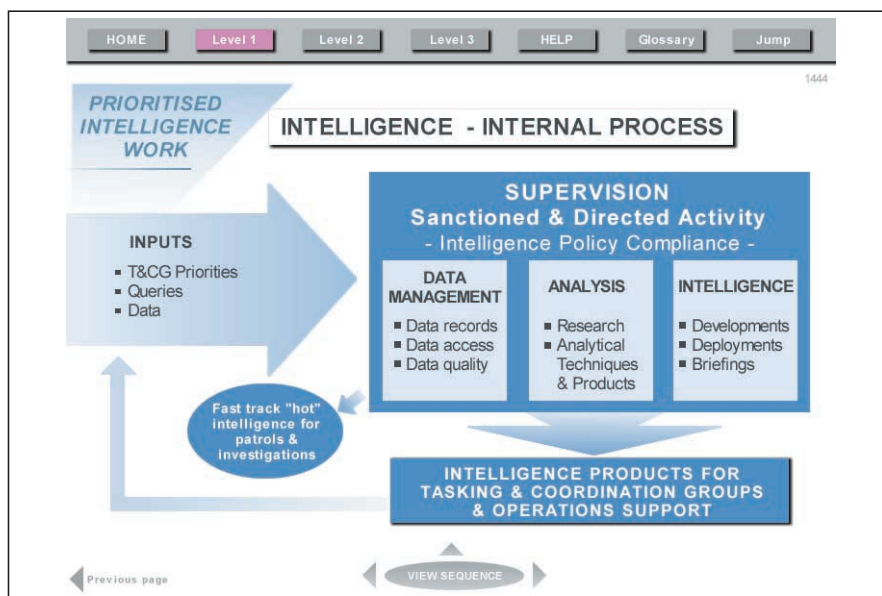 HOME Level 1 Level 2 Level 3 HELP Glossary Jump
1444
PRIORITISED
INTELLIGENCE
WORK
INTELLIGENCE - INTERNAL PROCESS
SUPERVISION
Sanctioned & Directed Activity
- Intelligence Policy Compliance -
INPUTS
▪ T&CG Priorities
▪ Queries
▪ Data
DATA
MANAGEMENT
▪ Data records
▪ Data access
▪ Data quality
ANALYSIS
▪ Research
▪ Analytical
Techniques
& Products
INTELLIGENCE
▪ Developments
▪ Deployments
▪ Briefings
Fast track "hot"
intelligence for
patrols &
investigations
INTELLIGENCE PRODUCTS FOR
TASKING & COORDINATION GROUPS
& OPERATIONS SUPPORT
Previous page
VIEW SEQUENCE